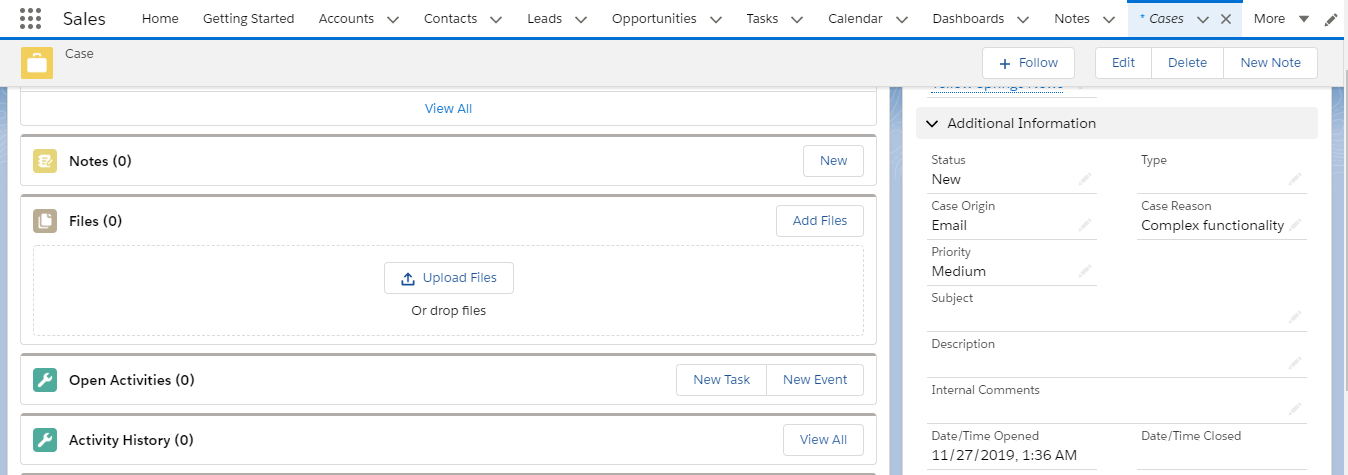 Sales Home Getting Started Accounts Contacts Leads Opportunities Tasks Calendar Dashboards Notes * Cases More
Case
+ Follow Edit Delete New Note
View All
Notes (0) New
Files (0) Add Files
Upload Files
Or drop files
Open Activities (0) New Task New Event
Activity History (0) View All
Additional Information
Status
New
Type
Case Origin
Email
Case Reason
Complex functionality
Priority
Medium
Subject
Description
Internal Comments
Date/Time Opened
11/27/2019, 1:36 AM
Date/Time Closed